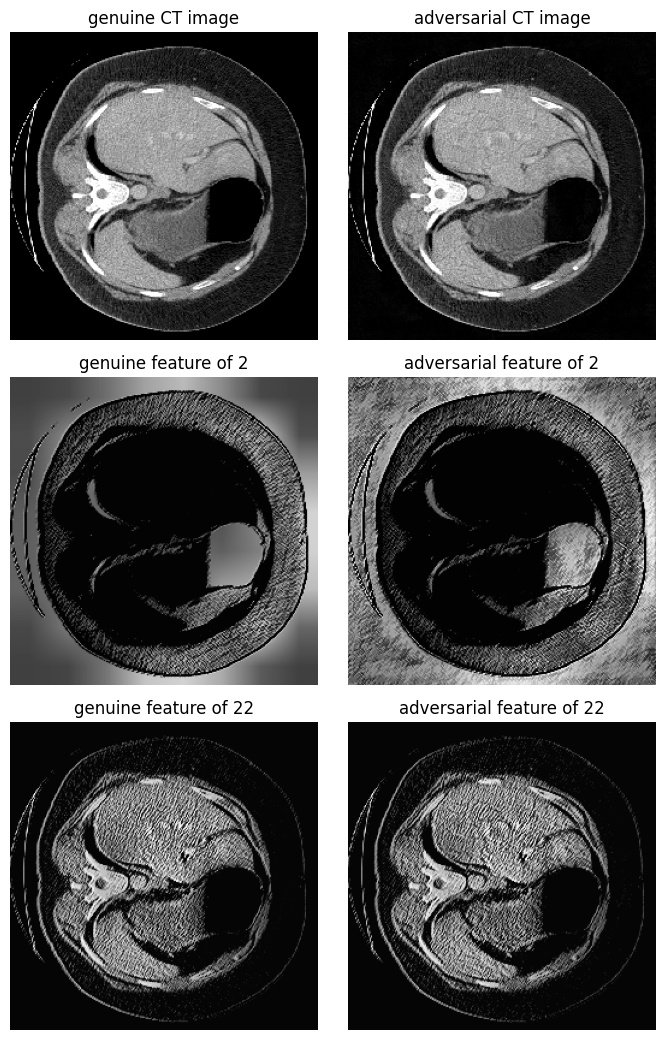 genuine CT image
adversarial CT image
genuine feature of 2
adversarial feature of 2
genuine feature of 22
adversarial feature of 22